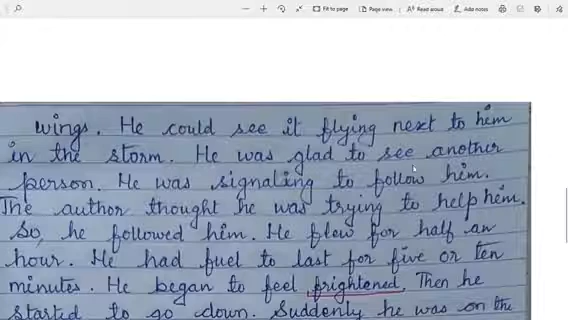 Fit to page
Page view
Read aloud
Add notes
wings. He could see it flying next to him
in the storm. He was glad to see another
person. He was signaling to follow him.
The author thought he was trying to help him.
So, he followed him. He flew for half an
hour. He had fuel to last for five or ten
minutes. He began to feel frightened. Then he
started to go down. Suddenly he was on the